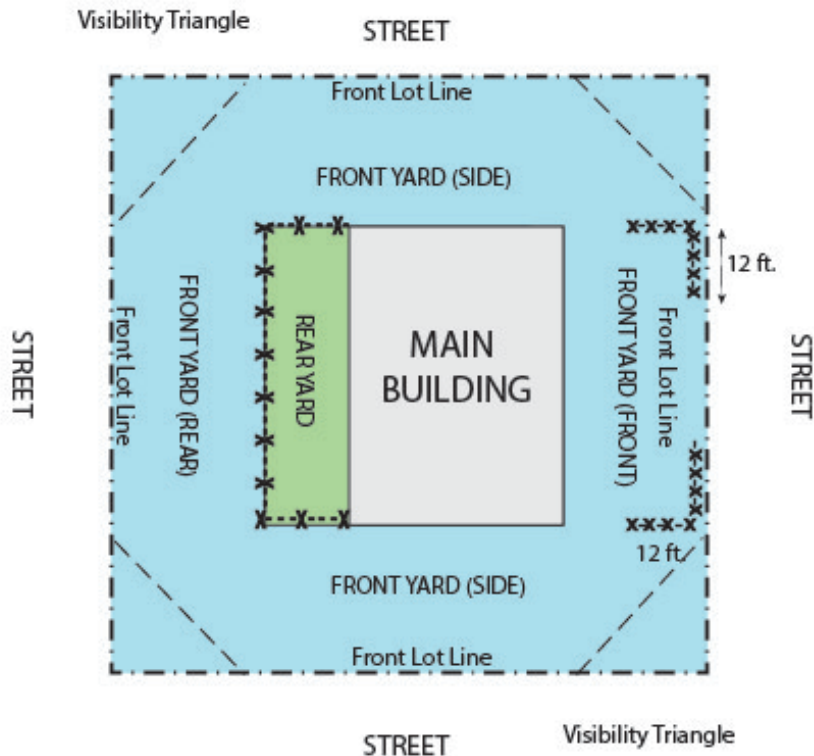 Visibility Triangle
STREET
Front Lot Line
FRONT YARD (SIDE)
12 ft.
STREET
Front Lot Line
FRONT YARD (REAR)
REAR YARD
MAIN
BUILDING
FRONT YARD (FRONT)
Front Lot Line
STREET
12 ft.
FRONT YARD (SIDE)
Front Lot Line
STREET
Visibility Triangle